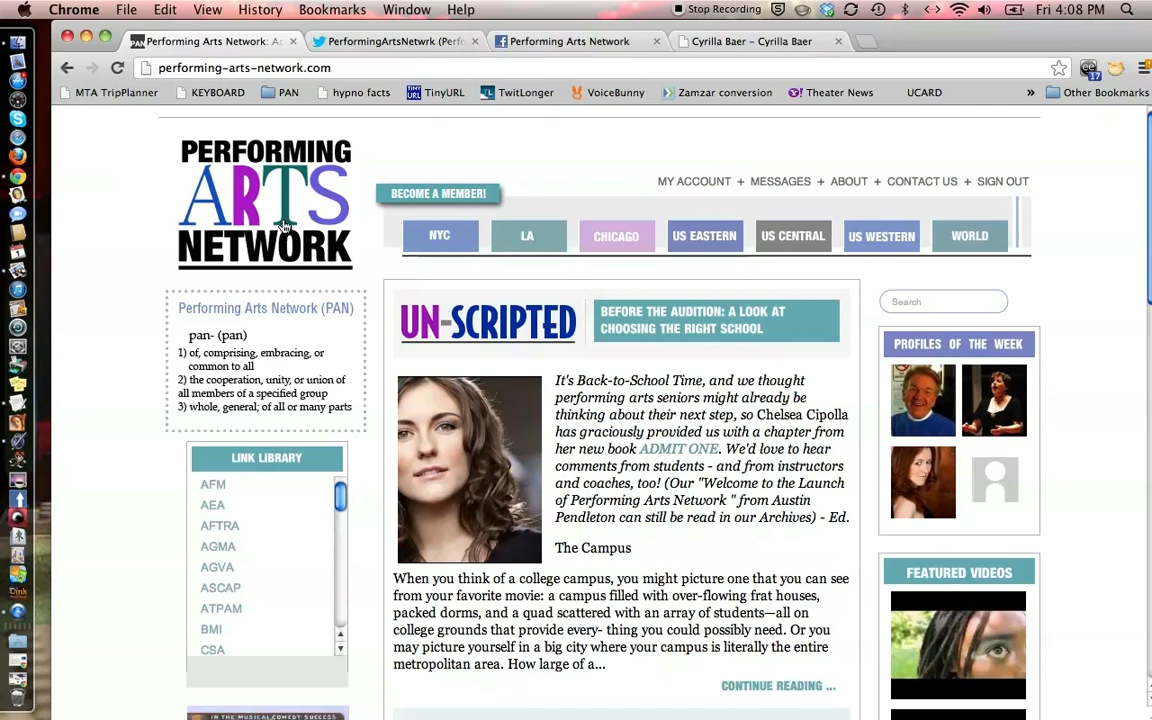 Chrome File Edit View History Bookmarks Window Help Stop Recording Fri 4:08 PM
Performing Arts Network: Ac PerformingArtsNetwrk (Perf Performing Arts Network Cyrilla Baer – Cyrilla Baer
performing-arts-network.com
17
MTA TripPlanner KEYBOARD PAN hypno facts TinyURL TwitLonger VoiceBunny Zamzar conversion Theater News UCARD » Other Bookmarks
PERFORMING
ARTS
NETWORK
BECOME A MEMBER!
MY ACCOUNT + MESSAGES + ABOUT + CONTACT US + SIGN OUT
NYC LA CHICAGO US EASTERN US CENTRAL US WESTERN WORLD
Performing Arts Network (PAN)
pan- (pan)
1) of, comprising, embracing, or
common to all
2) the cooperation, unity, or union of
all members of a specified group
3) whole, general; of all or many parts
LINK LIBRARY
AFM
AEA
AFTRA
AGMA
AGVA
ASCAP
ATPAM
BMI
CSA
IN THE MUSICAL COMEDY SUCCESS
UN-SCRIPTED
BEFORE THE AUDITION: A LOOK AT
CHOOSING THE RIGHT SCHOOL
It's Back-to-School Time, and we thought
performing arts seniors might already be
thinking about their next step, so Chelsea Cipolla
has graciously provided us with a chapter from
her new book ADMIT ONE. We'd love to hear
comments from students - and from instructors
and coaches, too! (Our "Welcome to the Launch
of Performing Arts Network " from Austin
Pendleton can still be read in our Archives) - Ed.
The Campus
When you think of a college campus, you might picture one that you can see
from your favorite movie: a campus filled with over-flowing frat houses,
packed dorms, and a quad scattered with an array of students—all on
college grounds that provide every- thing you could possibly need. Or you
may picture yourself in a big city where your campus is literally the entire
metropolitan area. How large of a...
CONTINUE READING ...
Search
PROFILES OF THE WEEK
FEATURED VIDEOS